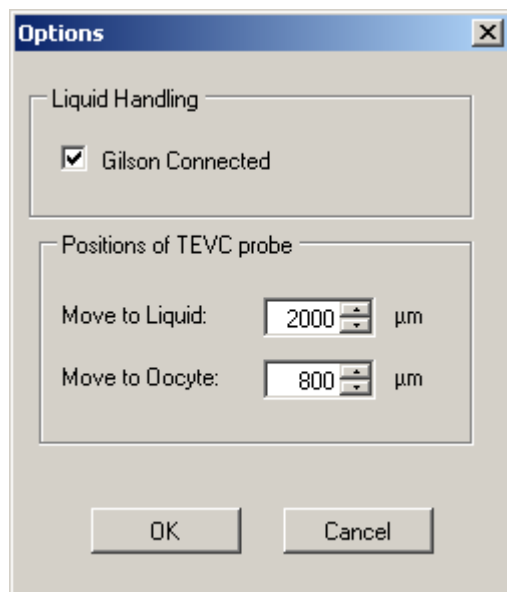 Options
Liquid Handling
Gilson Connected
Positions of TEVC probe
Move to Liquid: 2000 µm
Move to Oocyte: 800 µm
OK Cancel